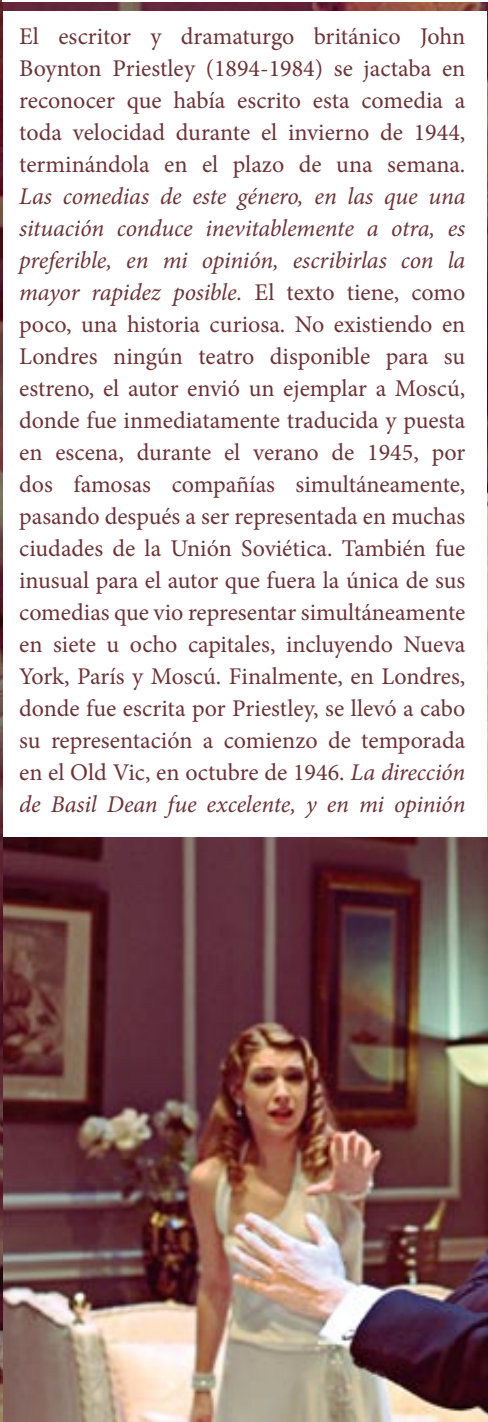 El escritor y dramaturgo británico John
Boynton Priestley (1894-1984) se jactaba en
reconocer que había escrito esta comedia a
toda velocidad durante el invierno de 1944,
terminándola en el plazo de una semana.
Las comedias de este género, en las que una
situación conduce inevitablemente a otra, es
preferible, en mi opinión, escribirlas con la
mayor rapidez posible. El texto tiene, como
poco, una historia curiosa. No existiendo en
Londres ningún teatro disponible para su
estreno, el autor envió un ejemplar a Moscú,
donde fue inmediatamente traducida y puesta
en escena, durante el verano de 1945, por
dos famosas compañías simultáneamente,
pasando después a ser representada en muchas
ciudades de la Unión Soviética. También fue
inusual para el autor que fuera la única de sus
comedias que vio representar simultáneamente
en siete u ocho capitales, incluyendo Nueva
York, París y Moscú. Finalmente, en Londres,
donde fue escrita por Priestley, se llevó a cabo
su representación a comienzo de temporada
en el Old Vic, en octubre de 1946. La dirección
de Basil Dean fue excelente, y en mi opinión